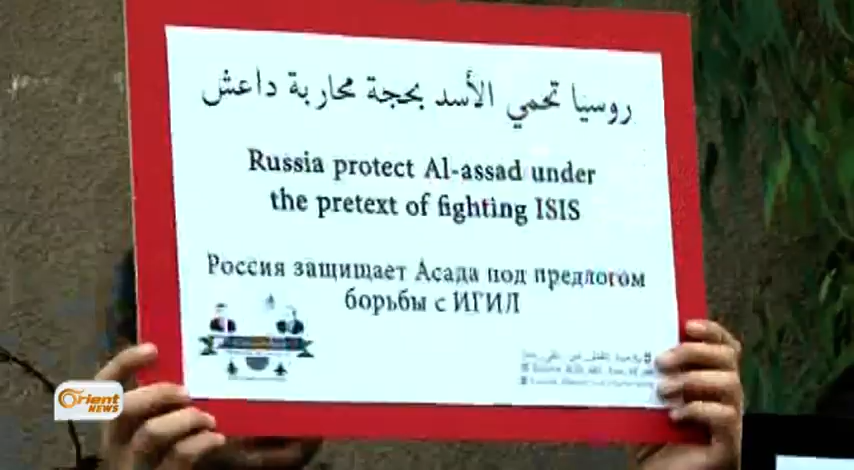 روسيا تحمي الأسد بحجة محاربة داعش
Russia protect Al-assad under
the pretext of fighting ISIS
Россия защищает Асада под предлогом
борьбы с ИГИЛ
Orient
NEWS